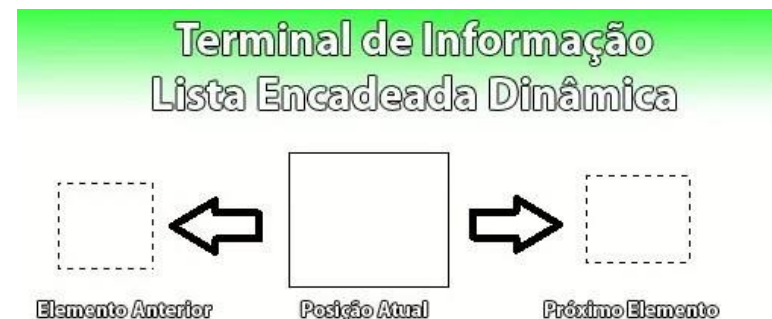 Terminal de Informação
Lista Encadeada Dinâmica
Elemento Anterior
Posição Atual
Próximo Elemento